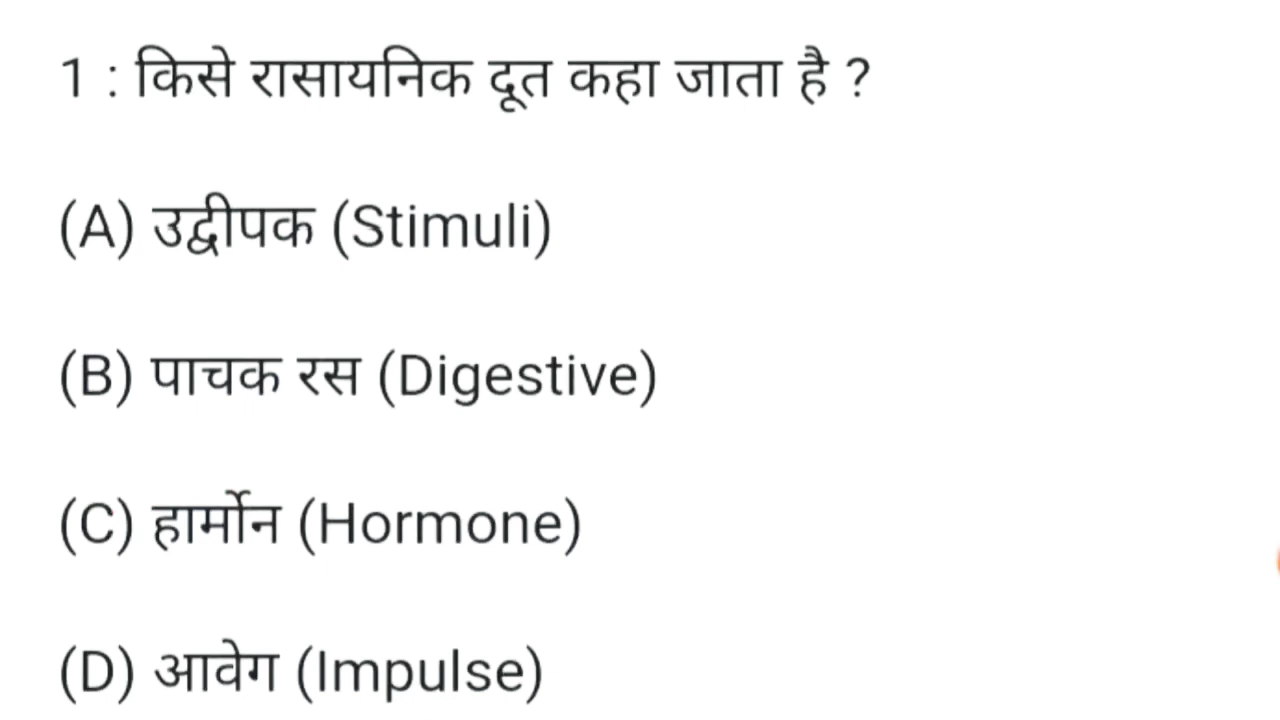 1 : किसे रासायनिक दूत कहा जाता है ?
(A) उद्वीपक (Stimuli)
(B) पाचक रस (Digestive)
(C) हार्मोन (Hormone)
(D) आवेग (Impulse)